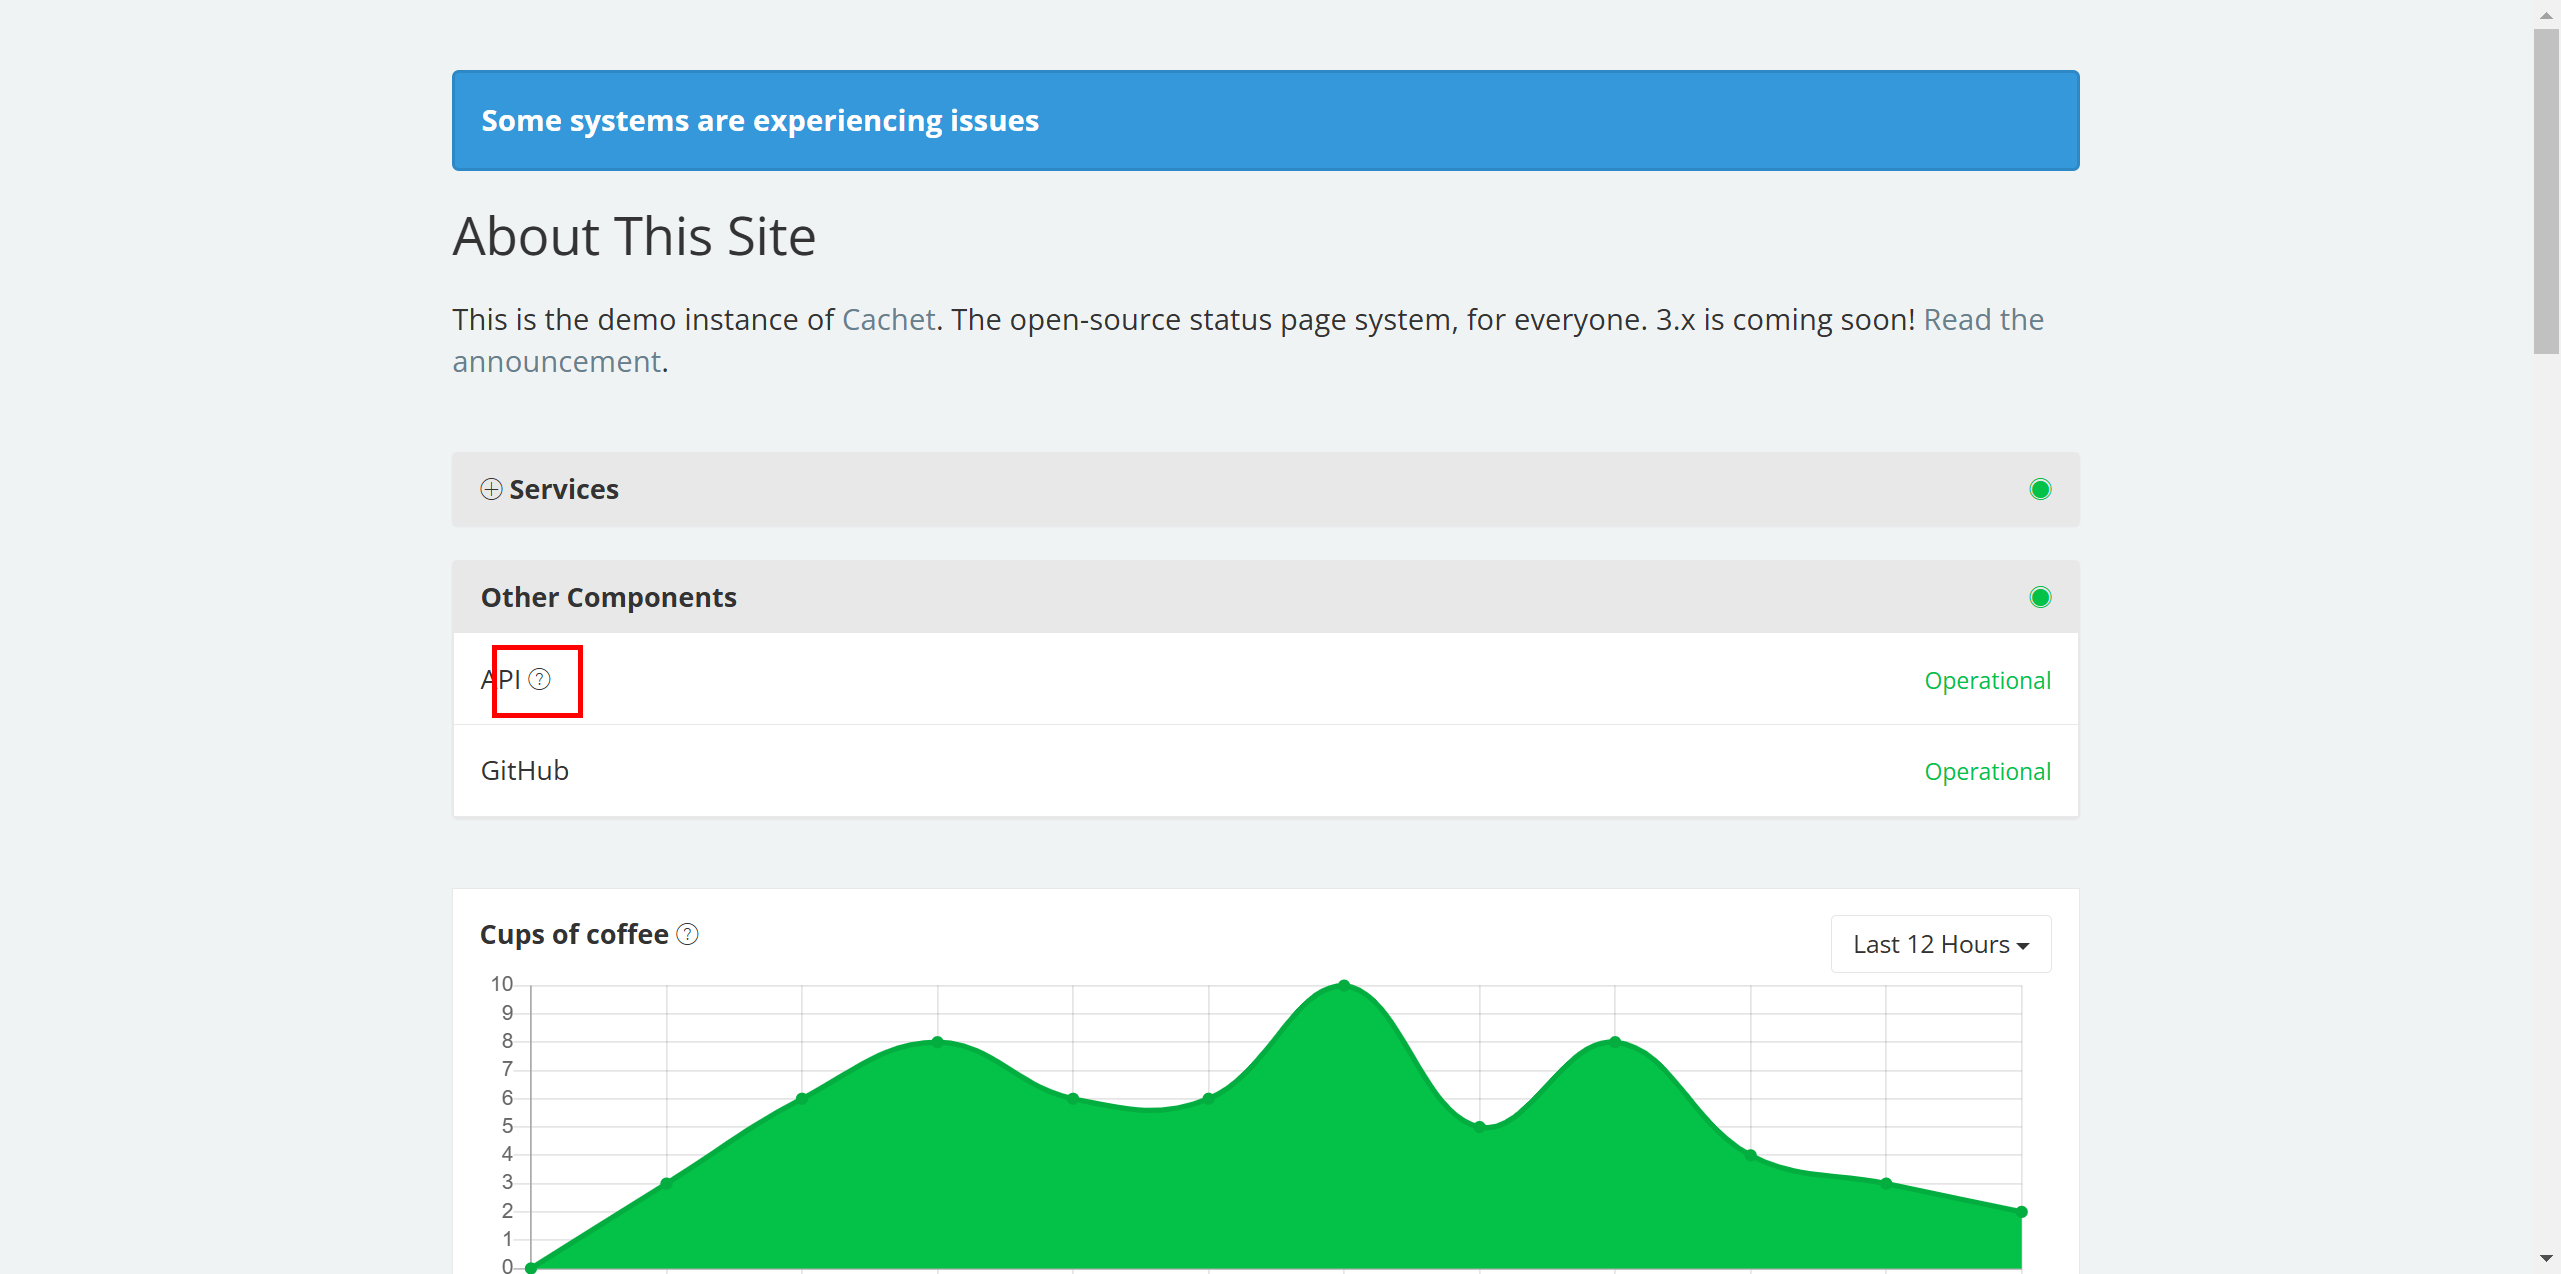 Some systems are experiencing issues
About This Site
This is the demo instance of Cachet. The open-source status page system, for everyone. 3.x is coming soon! Read the
announcement.
Services
Other Components
API ?
Operational
GitHub
Operational
Cups of coffee ?
Last 12 Hours
10
9
8
7
6
5
4
3
2
1
0